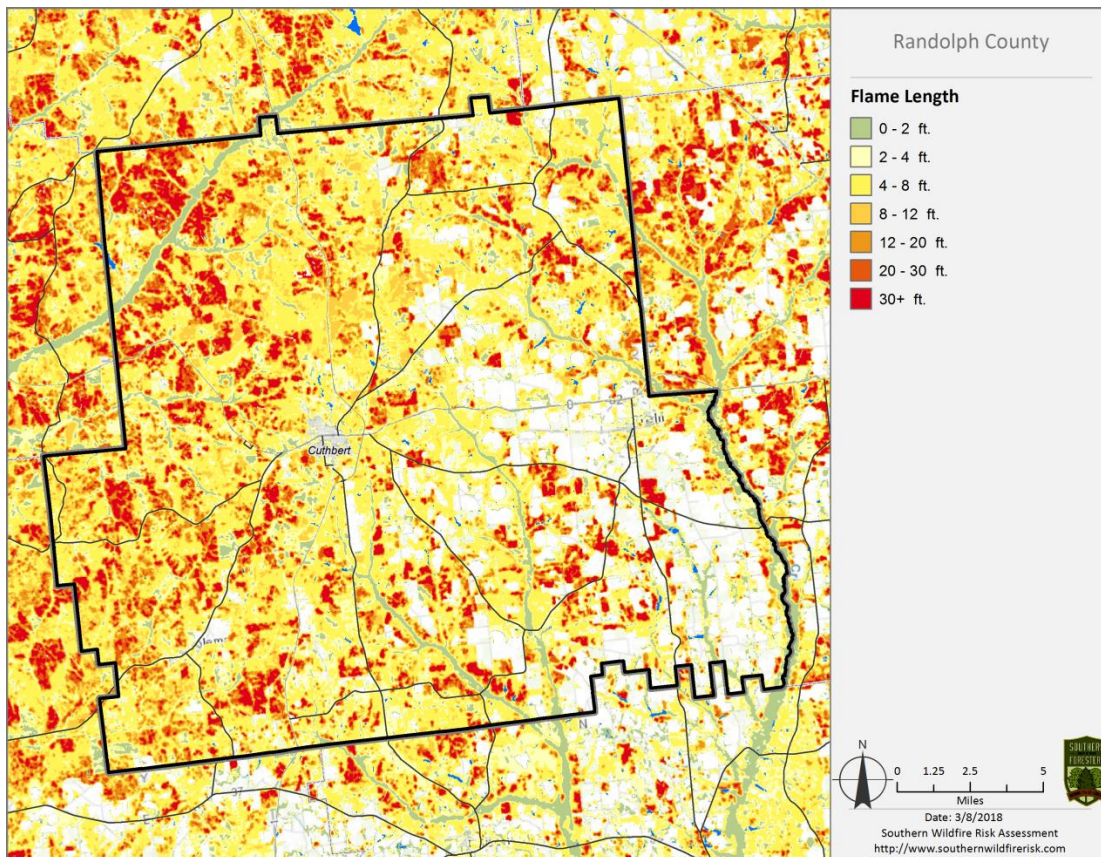 Randolph County
Flame Length
0 - 2 ft.
2 - 4 ft.
4 - 8 ft.
8 - 12 ft.
12 - 20 ft.
20 - 30 ft.
30+ ft.
Cuthbert
N
0 1.25 2.5 5
Miles
Date: 3/8/2018
Southern Wildfire Risk Assessment
http://www.southernwildfirerisk.com
SOUTHERN